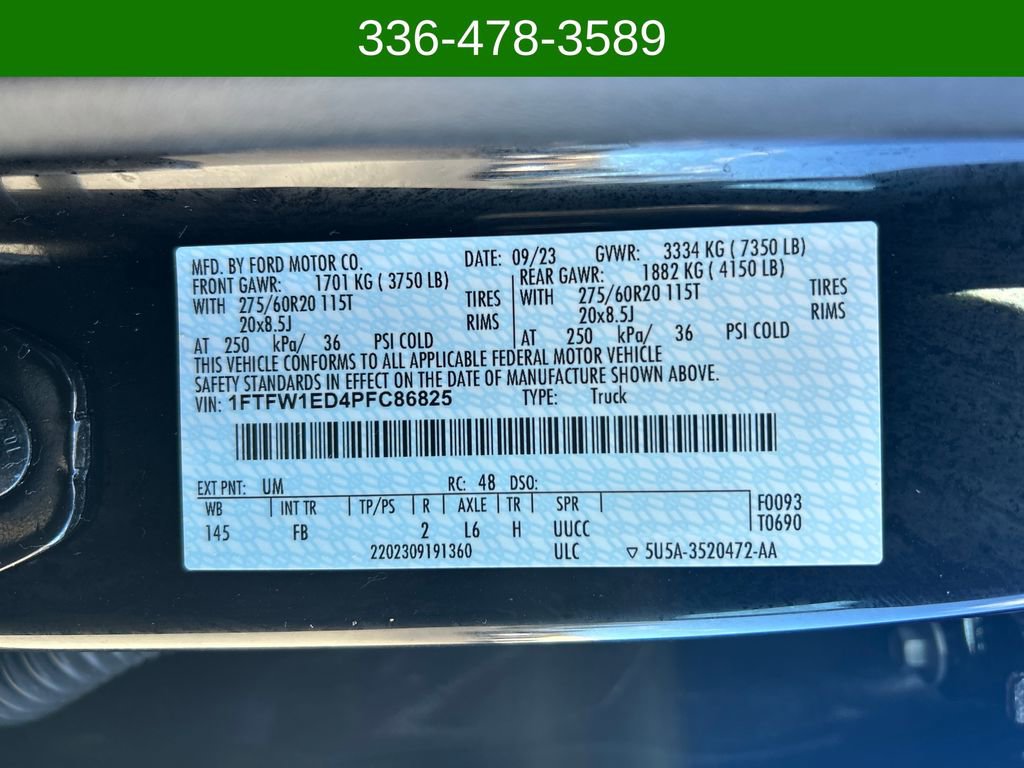 336-478-3589
MFD. BY FORD MOTOR CO. DATE: 09/23 GVWR: 3334 KG ( 7350 LB)
FRONT GAWR: 1701 KG ( 3750 LB) REAR GAWR: 1882 KG ( 4150 LB)
WITH 275/60R20 115T TIRES WITH 275/60R20 115T TIRES
20x8.5J RIMS 20x8.5J RIMS
AT 250 kPa/ 36 PSI COLD AT 250 kPa/ 36 PSI COLD
THIS VEHICLE CONFORMS TO ALL APPLICABLE FEDERAL MOTOR VEHICLE
SAFETY STANDARDS IN EFFECT ON THE DATE OF MANUFACTURE SHOWN ABOVE.
VIN: 1FTFW1ED4PFC86825 TYPE: Truck
EXT PNT: UM RC: 48 DSO:
WB INT TR TP/PS R AXLE TR SPR F0093
145 FB 2 L6 H UUCC T0690
2202309191360 ULC ▽ 5U5A-3520472-AA